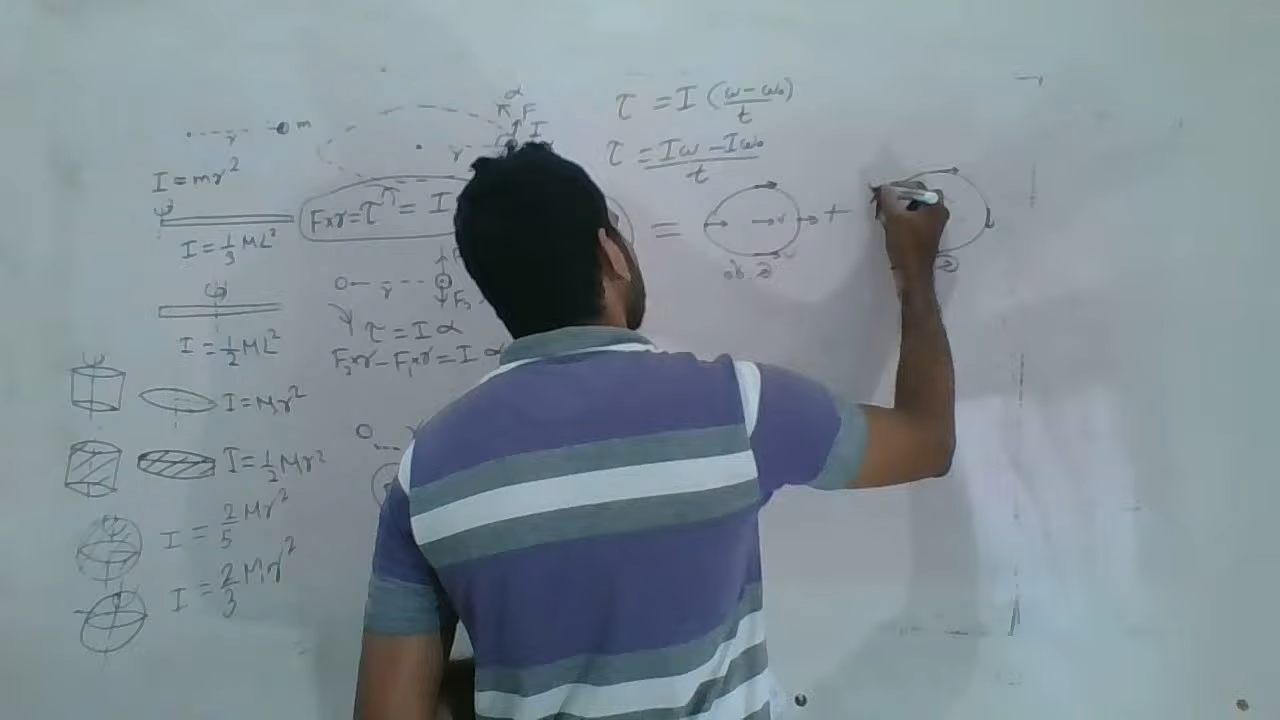 m
r
I = mr²
I = 1/3 ML²
I = 1/2 ML²
I = Mr²
I = 1/2 Mr²
I = 2/5 Mr²
I = 2/3 Mr²
α
F
I
r
F×r = τ = I
O r
F₂
τ = I α
F₂×r − F₁×r = I α
O
τ = I (ω − ω₀)/t
τ = (Iω − Iω₀)/t
= v +